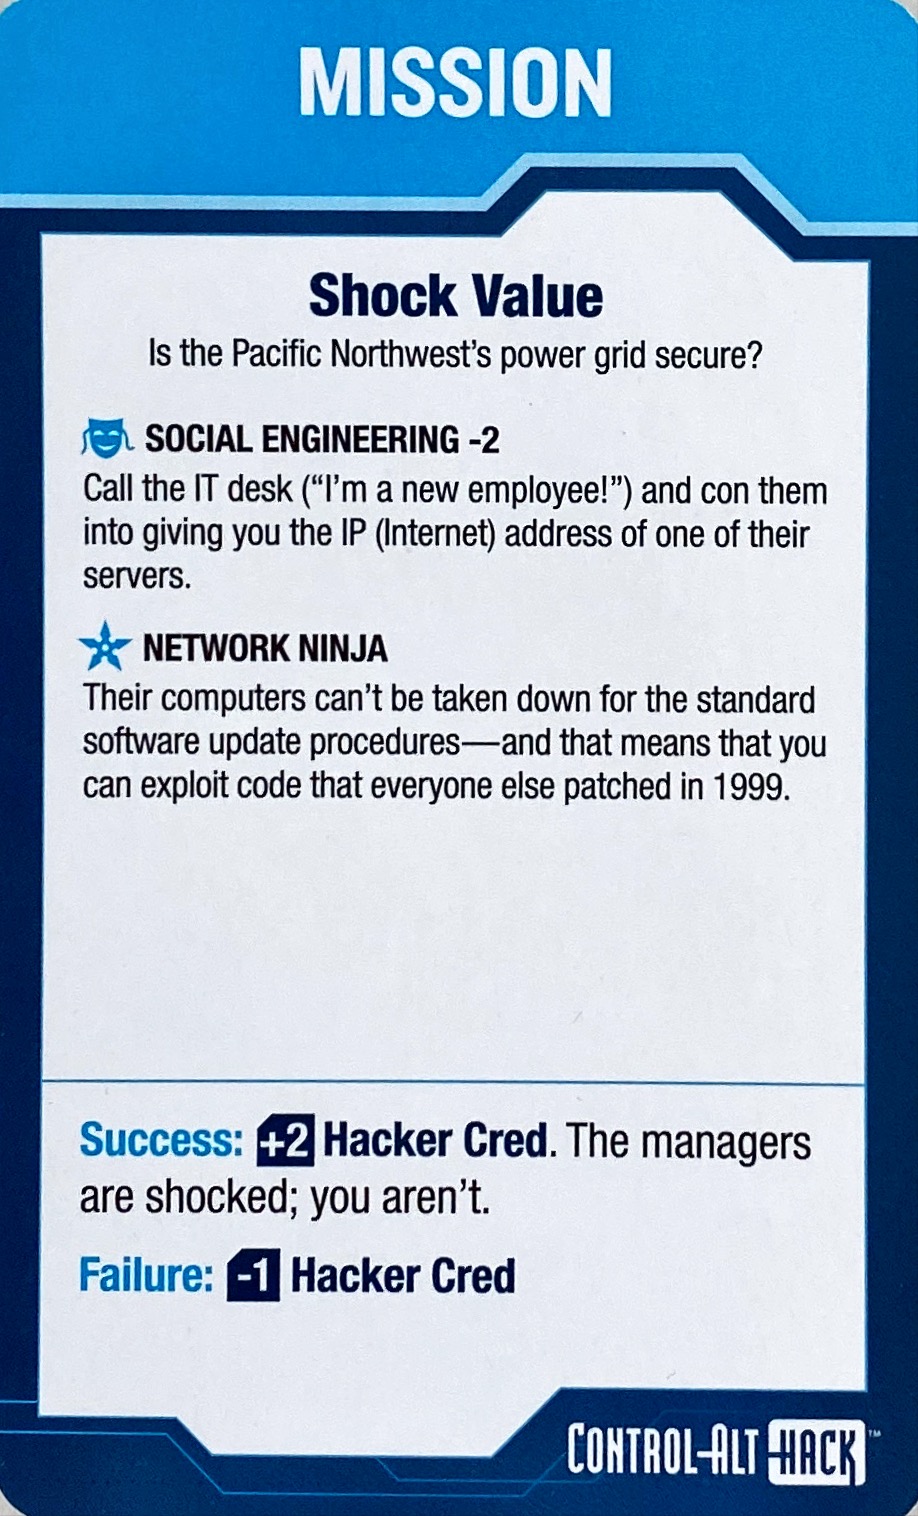 MISSION
Shock Value
Is the Pacific Northwest's power grid secure?
SOCIAL ENGINEERING -2
Call the IT desk (“I'm a new employee!”) and con them
into giving you the IP (Internet) address of one of their
servers.
NETWORK NINJA
Their computers can't be taken down for the standard
software update procedures—and that means that you
can exploit code that everyone else patched in 1999.
Success: +2 Hacker Cred. The managers
are shocked; you aren't.
Failure: -1 Hacker Cred
CONTROL-ALT HACK™